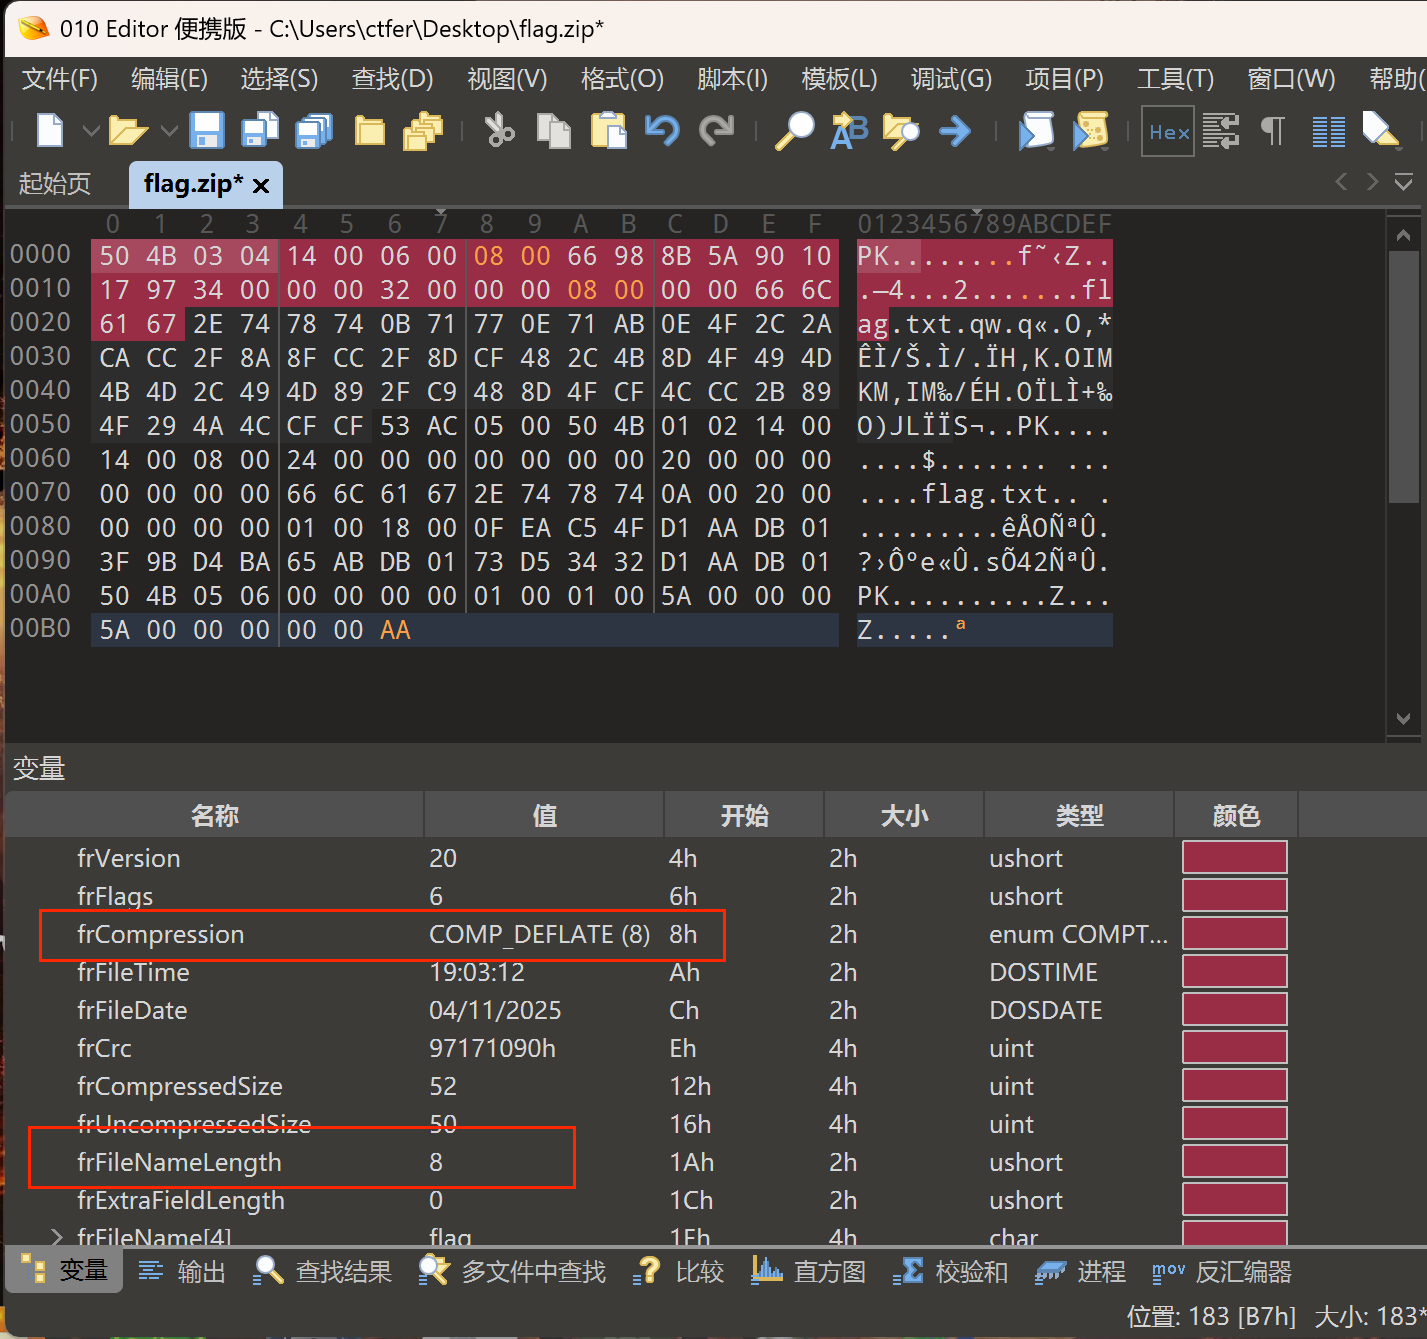 010 Editor 便携版 - C:\Users\ctfer\Desktop\flag.zip*
文件(F) 编辑(E) 选择(S) 查找(D) 视图(V) 格式(O) 脚本(I) 模板(L) 调试(G) 项目(P) 工具(T) 窗口(W) 帮助(
Hex
起始页 flag.zip* ×
0 1 2 3 4 5 6 7 8 9 A B C D E F 0123456789ABCDEF
0000 50 4B 03 04 14 00 06 00 08 00 66 98 8B 5A 90 10 PK........f˜‹Z..
0010 17 97 34 00 00 00 32 00 00 00 08 00 00 00 66 6C .—4...2.......fl
0020 61 67 2E 74 78 74 0B 71 77 0E 71 AB 0E 4F 2C 2A ag.txt.qw.q«.O,*
0030 CA CC 2F 8A 8F CC 2F 8D CF 48 2C 4B 8D 4F 49 4D ÊÌ/Š.Ì/.ÏH,K.OIM
0040 4B 4D 2C 49 4D 89 2F C9 48 8D 4F CF 4C CC 2B 89 KM,IM‰/ÉH.OÏLÌ+‰
0050 4F 29 4A 4C CF CF 53 AC 05 00 50 4B 01 02 14 00 O)JLÏÏS¬..PK....
0060 14 00 08 00 24 00 00 00 00 00 00 00 20 00 00 00 ....$....... ...
0070 00 00 00 00 66 6C 61 67 2E 74 78 74 0A 00 20 00 ....flag.txt.. .
0080 00 00 00 00 01 00 18 00 0F EA C5 4F D1 AA DB 01 .........êÅOÑªÛ.
0090 3F 9B D4 BA 65 AB DB 01 73 D5 34 32 D1 AA DB 01 ?›Ôºe«Û.sÕ42ÑªÛ.
00A0 50 4B 05 06 00 00 00 00 01 00 01 00 5A 00 00 00 PK..........Z...
00B0 5A 00 00 00 00 00 AA Z.....ª
变量
名称 值 开始 大小 类型 颜色
frVersion 20 4h 2h ushort
frFlags 6 6h 2h ushort
frCompression COMP_DEFLATE (8) 8h 2h enum COMPT...
frFileTime 19:03:12 Ah 2h DOSTIME
frFileDate 04/11/2025 Ch 2h DOSDATE
frCrc 97171090h Eh 4h uint
frCompressedSize 52 12h 4h uint
frUncompressedSize 50 16h 4h uint
frFileNameLength 8 1Ah 2h ushort
frExtraFieldLength 0 1Ch 2h ushort
frFileName[4] flag 1Eh 4h char
变量 输出 查找结果 多文件中查找 比较 直方图 校验和 进程 mov 反汇编器
位置: 183 [B7h] 大小: 183*